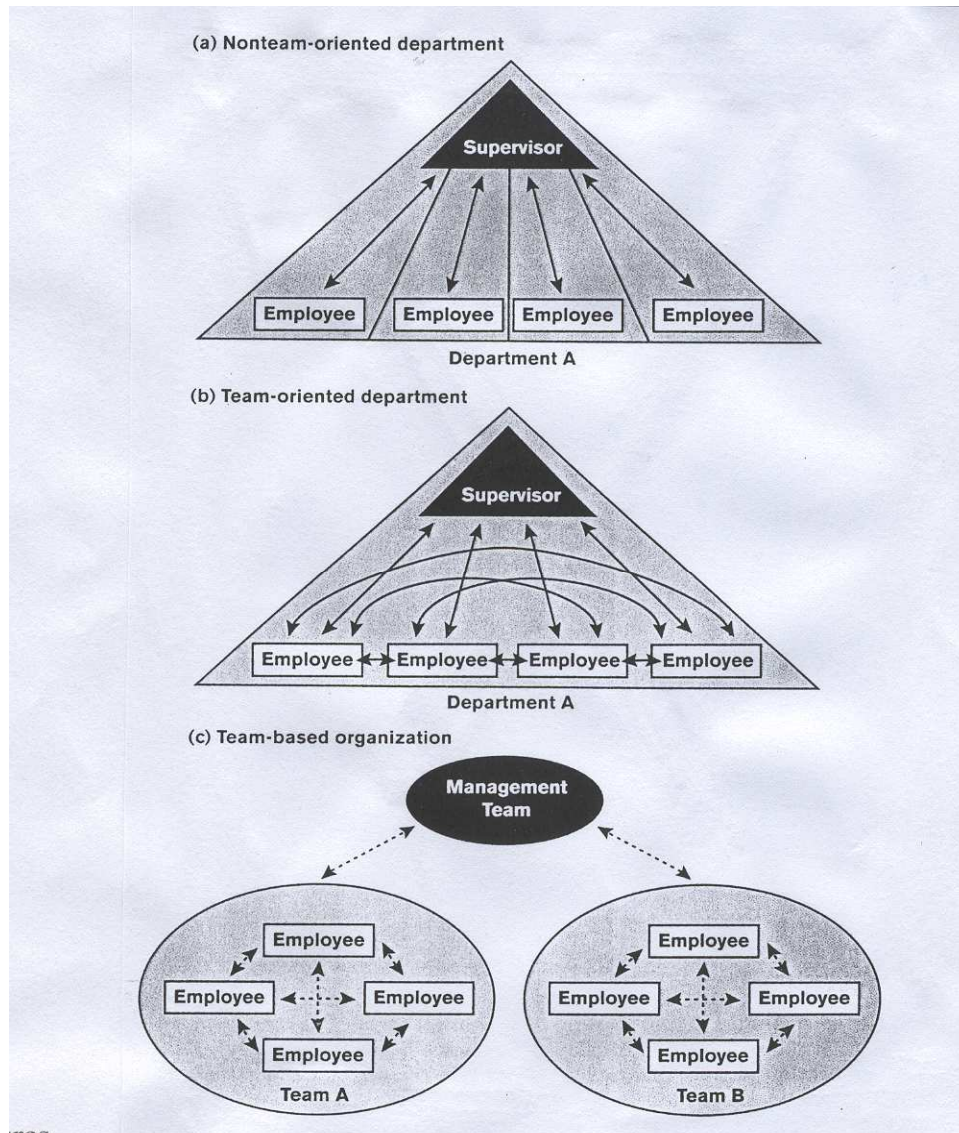 (a) Nonteam-oriented department
Supervisor
Employee Employee Employee Employee
Department A
(b) Team-oriented department
Supervisor
Employee Employee Employee Employee
Department A
(c) Team-based organization
Management
Team
Employee
Employee Employee
Employee
Team A
Employee
Employee Employee
Employee
Team B